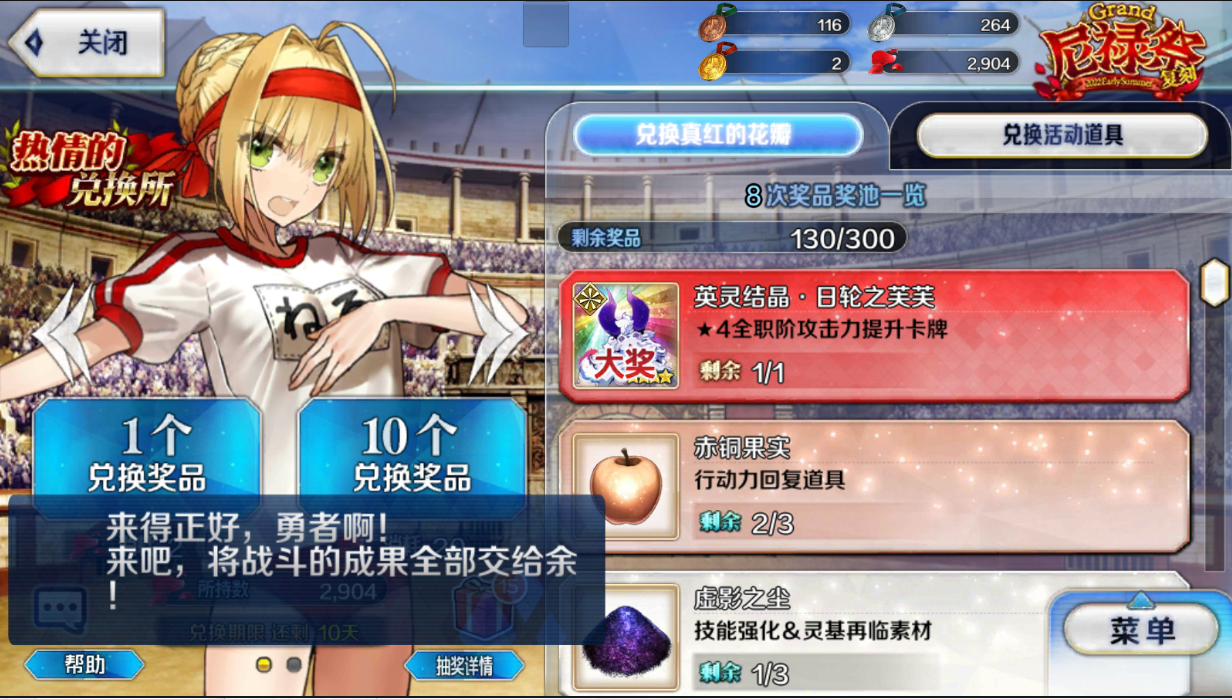 关闭
116
264
2
2,904
Grand
尼禄祭
复刻
2022 Early Summer
热情的
兑换所
兑换真红的花瓣
兑换活动道具
8次奖品奖池一览
剩余奖品 130/300
ねろ
英灵结晶·日轮之芙芙
★4全职阶攻击力提升卡牌
大奖
剩余 1/1
1个
兑换奖品
10个
兑换奖品
赤铜果实
行动力回复道具
剩余 2/3
来得正好，勇者啊！
来吧，将战斗的成果全部交给余
！
所持数 2,904
15
兑换期限 还剩 10天
虚影之尘
技能强化&灵基再临素材
剩余 1/3
菜单
帮助
抽奖详情